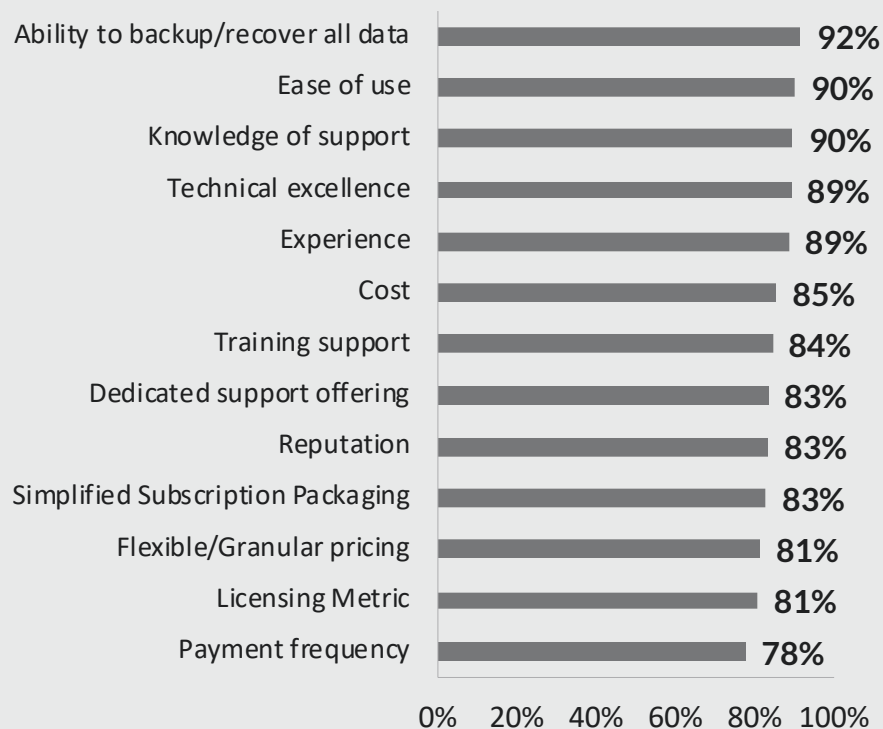 Ability to backup/recover all data 92%
Ease of use 90%
Knowledge of support 90%
Technical excellence 89%
Experience 89%
Cost 85%
Training support 84%
Dedicated support offering 83%
Reputation 83%
Simplified Subscription Packaging 83%
Flexible/Granular pricing 81%
Licensing Metric 81%
Payment frequency 78%
0% 20% 40% 60% 80% 100%